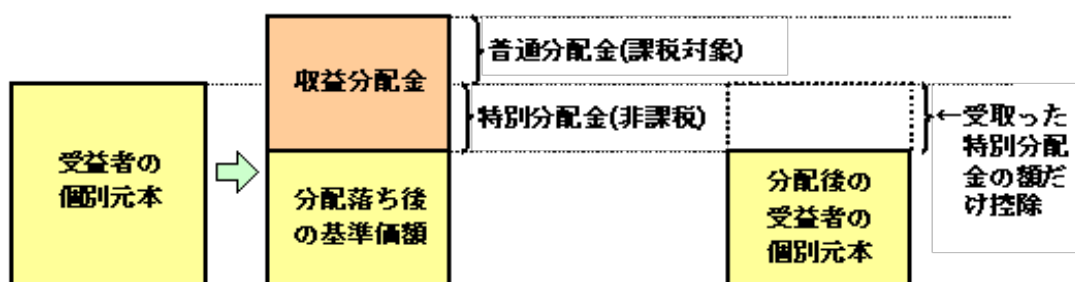 受益者の
個別元本
収益分配金
分配落ち後
の基準価額
普通分配金(課税対象)
特別分配金(非課税)
分配後の
受益者の
個別元本
←受取った
特別分配
金の額だ
け控除